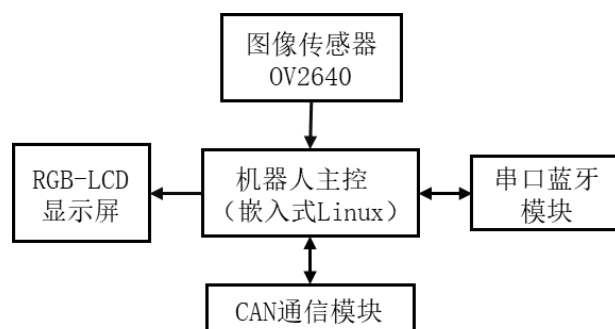 图像传感器
OV2640
RGB-LCD
显示屏
机器人主控
（嵌入式Linux）
串口蓝牙
模块
CAN通信模块